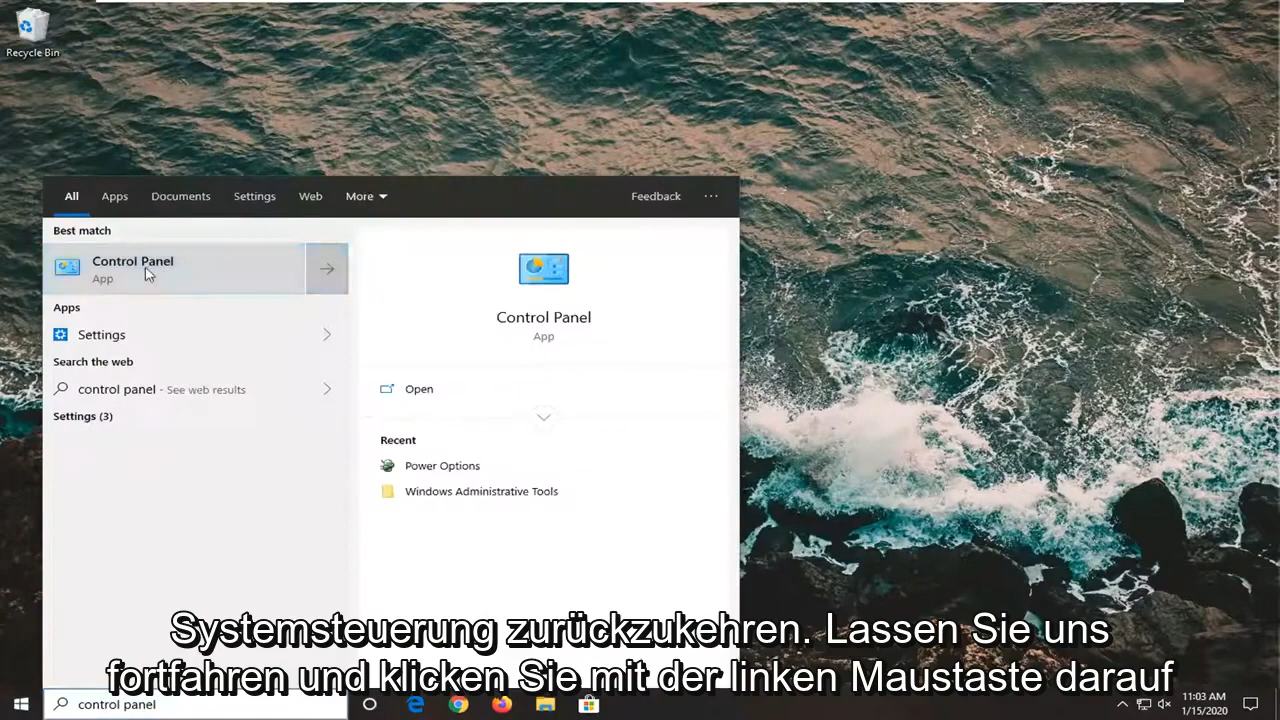 Recycle Bin
All Apps Documents Settings Web More Feedback ...
Best match
Control Panel
App
Apps
Settings
Search the web
control panel - See web results
Settings (3)
Control Panel
App
Open
Recent
Power Options
Windows Administrative Tools
Systemsteuerung zurückzukehren. Lassen Sie uns
fortfahren und klicken Sie mit der linken Maustaste darauf
control panel
11:03 AM
1/15/2020